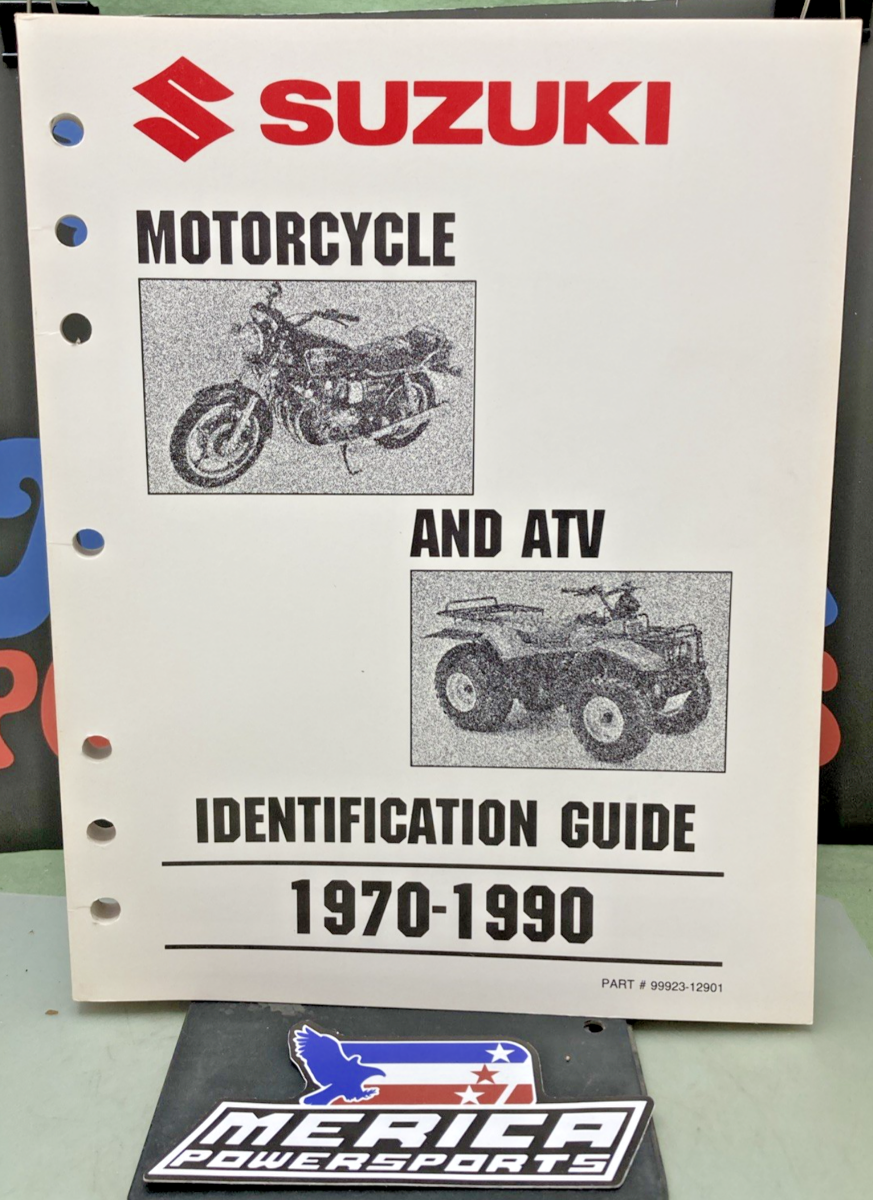 SUZUKI
MOTORCYCLE
AND ATV
IDENTIFICATION GUIDE
1970-1990
PART # 99923-12901
MERICA
POWERSPORTS